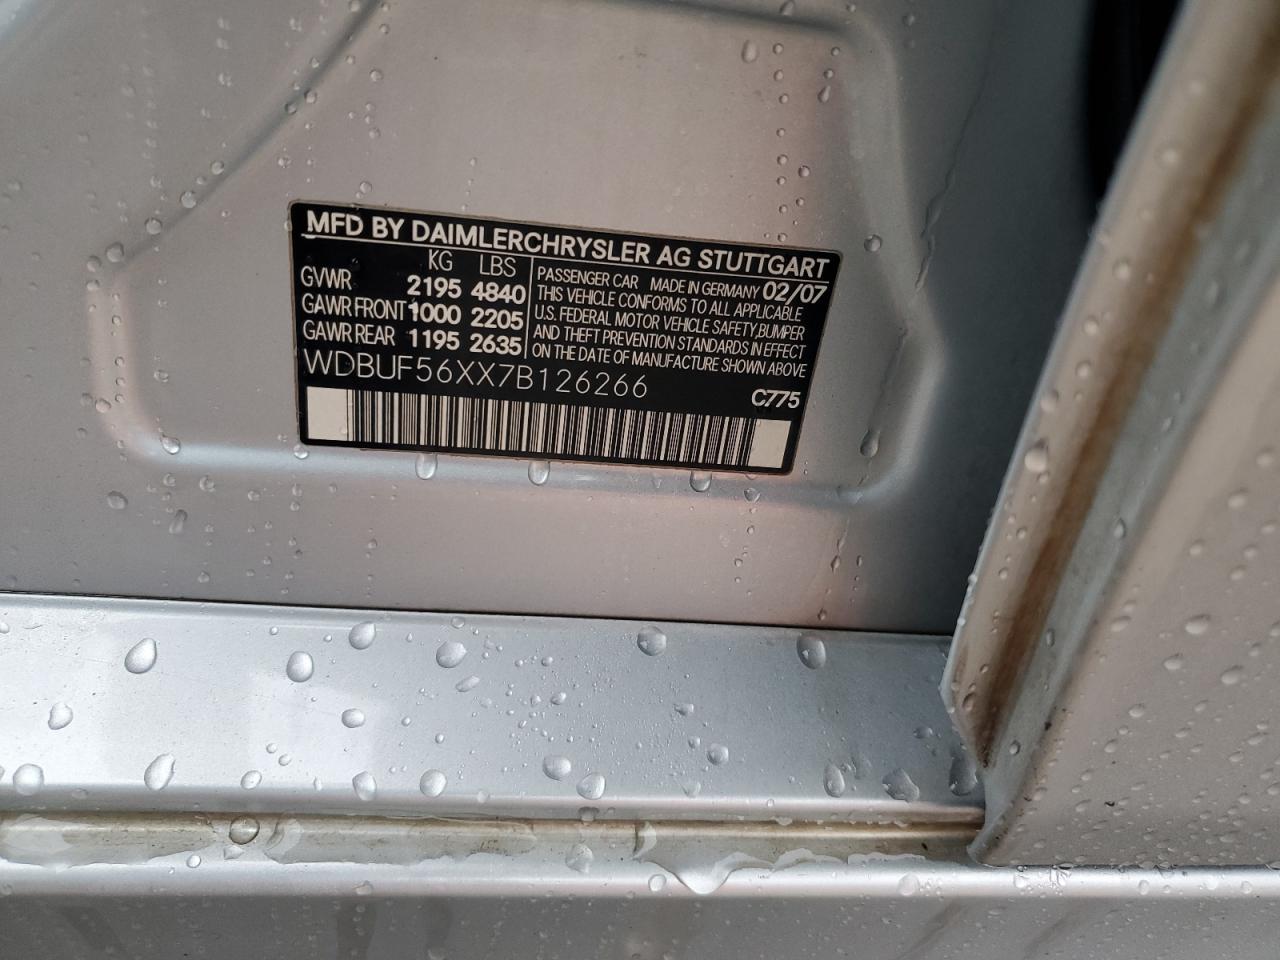 MFD BY DAIMLERCHRYSLER AG STUTTGART
KG LBS
GVWR 2195 4840
GAWR FRONT 1000 2205
GAWR REAR 1195 2635
PASSENGER CAR MADE IN GERMANY 02/07
THIS VEHICLE CONFORMS TO ALL APPLICABLE
U.S. FEDERAL MOTOR VEHICLE SAFETY, BUMPER
AND THEFT PREVENTION STANDARDS IN EFFECT
ON THE DATE OF MANUFACTURE SHOWN ABOVE
WDBUF56XX7B126266
C775